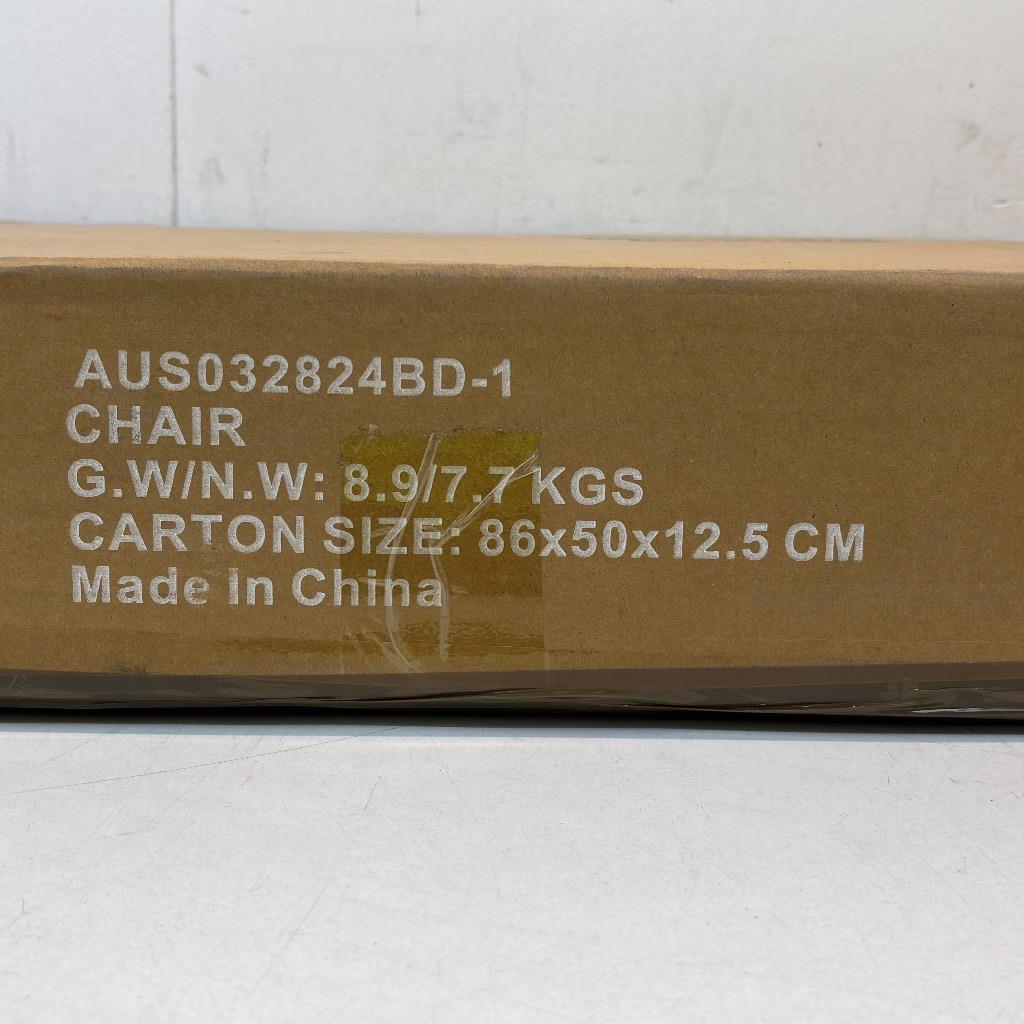 AUS032824BD-1
CHAIR
G.W/N.W: 8.9/7.7 KGS
CARTON SIZE: 86x50x12.5 CM
Made In China